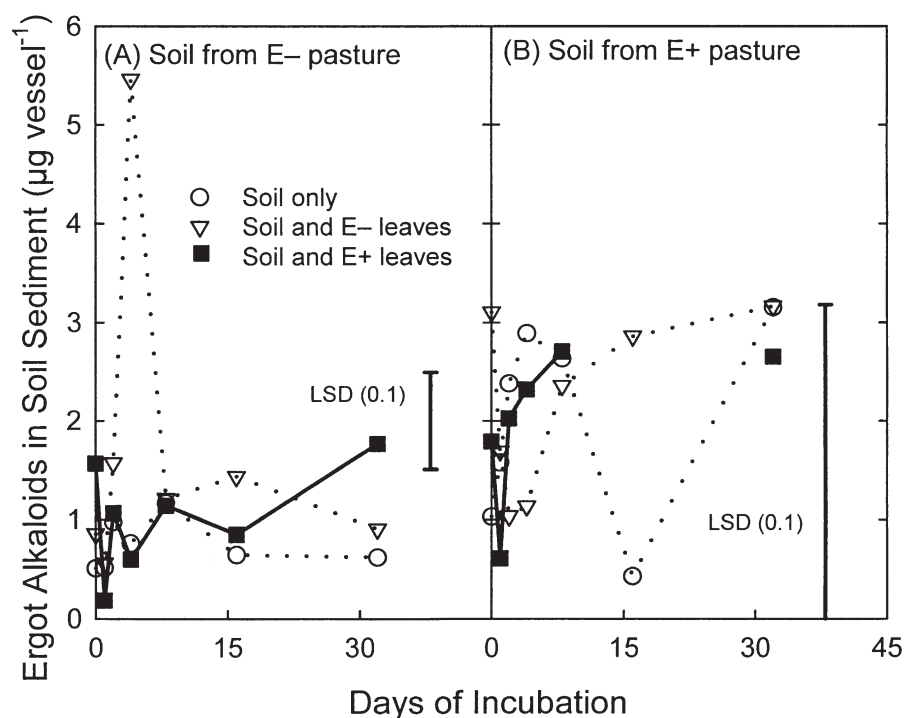 Ergot Alkaloids in Soil Sediment (µg vessel⁻¹)
6
5
4
3
2
1
0
(A) Soil from E– pasture
(B) Soil from E+ pasture
Soil only
Soil and E– leaves
Soil and E+ leaves
LSD (0.1)
LSD (0.1)
0 15 30 0 15 30 45
Days of Incubation